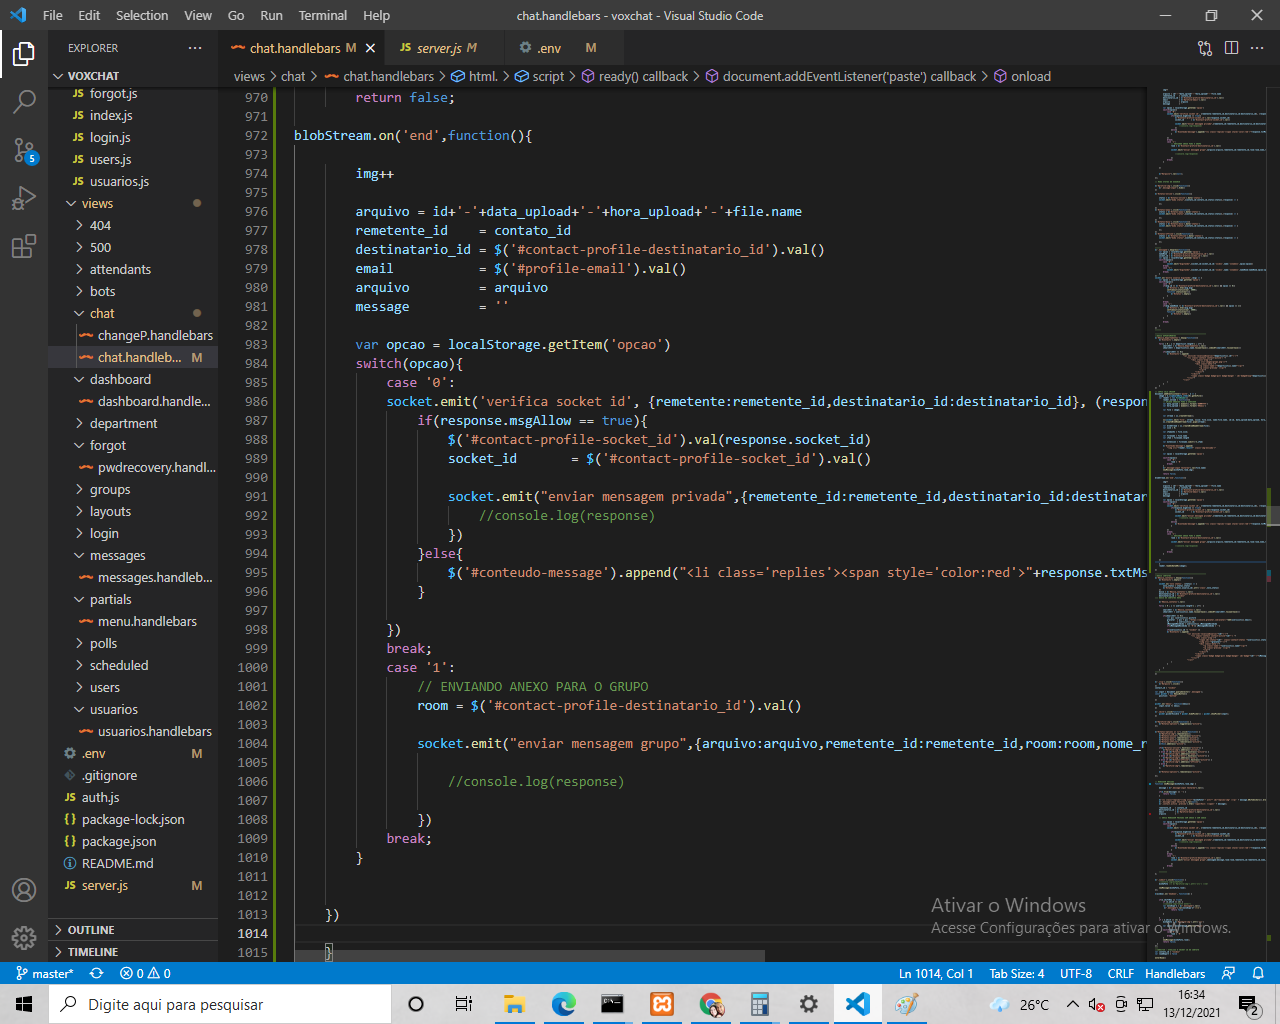 File Edit Selection View Go Run Terminal Help
chat.handlebars - voxchat - Visual Studio Code
EXPLORER ···
chat.handlebars M
JS server.js M
.env M
views > chat > chat.handlebars > html. > script > ready() callback > document.addEventListener('paste') callback > onload
VOXCHAT
JS forgot.js
JS index.js
JS login.js
JS users.js
JS usuarios.js
views
404
500
attendants
bots
chat
changeP.handlebars
chat.handleb... M
dashboard
dashboard.handle...
department
forgot
pwdrecovery.handl...
groups
layouts
login
messages
messages.handleb...
partials
menu.handlebars
polls
scheduled
users
usuarios
usuarios.handlebars
.env M
.gitignore
JS auth.js
{} package-lock.json
{} package.json
README.md
JS server.js M
OUTLINE
TIMELINE
970 return false;
971
972 blobStream.on('end',function(){
973
974 img++
975
976 arquivo = id+'-'+data_upload+'-'+hora_upload+'-'+file.name
977 remetente_id = contato_id
978 destinatario_id = $('#contact-profile-destinatario_id').val()
979 email = $('#profile-email').val()
980 arquivo = arquivo
981 message = ''
982
983 var opcao = localStorage.getItem('opcao')
984 switch(opcao){
985 case '0':
986 socket.emit('verifica socket id', {remetente:remetente_id,destinatario_id:destinatario_id}, (respon
987 if(response.msgAllow == true){
988 $('#contact-profile-socket_id').val(response.socket_id)
989 socket_id = $('#contact-profile-socket_id').val()
990
991 socket.emit("enviar mensagem privada",{remetente_id:remetente_id,destinatario_id:destinatar
992 //console.log(response)
993 })
994 }else{
995 $('#conteudo-message').append("<li class='replies'><span style='color:red'>"+response.txtMs
996 }
997
998 })
999 break;
1000 case '1':
1001 // ENVIANDO ANEXO PARA O GRUPO
1002 room = $('#contact-profile-destinatario_id').val()
1003
1004 socket.emit("enviar mensagem grupo",{arquivo:arquivo,remetente_id:remetente_id,room:room,nome_r
1005
1006 //console.log(response)
1007
1008 })
1009 break;
1010 }
1011
1012
1013 })
1014
1015 }
Ativar o Windows
Acesse Configurações para ativar o Windows.
5
master* 0 0 Ln 1014, Col 1 Tab Size: 4 UTF-8 CRLF Handlebars
Digite aqui para pesquisar
26°C
16:34
13/12/2021
2